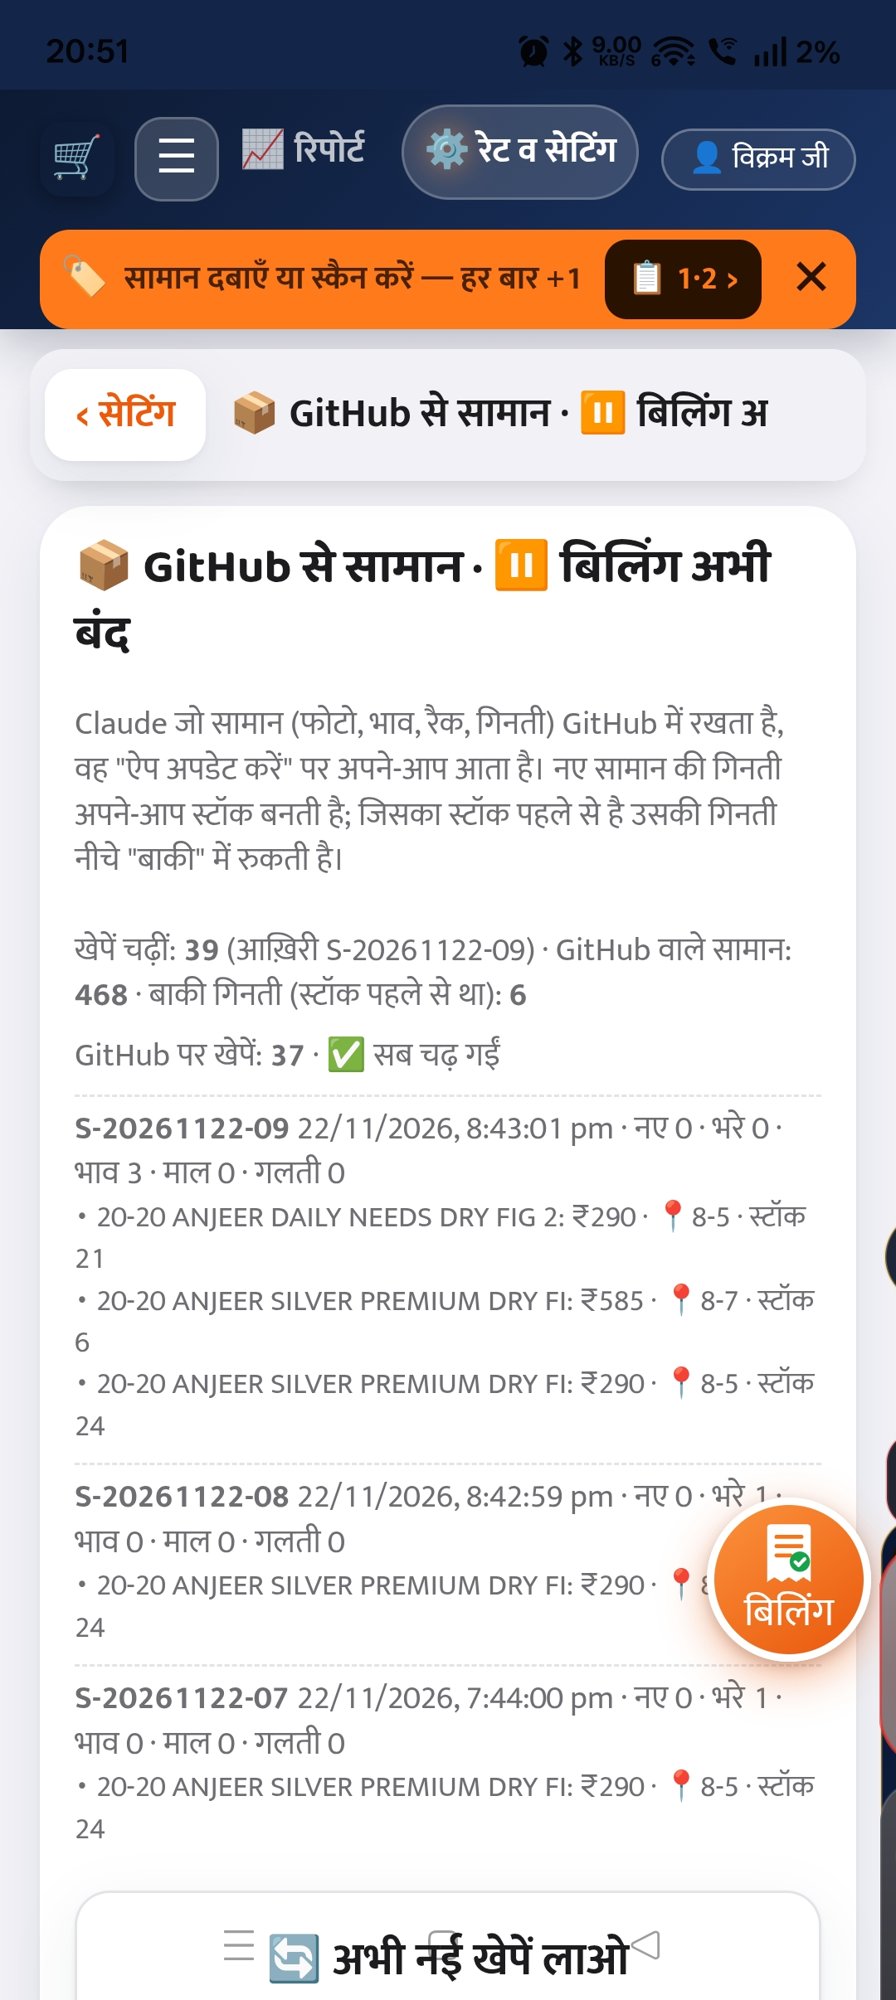 20:51 9.00 KB/S 6 2%
रिपोर्ट रेट व सेटिंग विक्रम जी
सामान दबाएँ या स्कैन करें — हर बार +1 1·2 ›
‹ सेटिंग GitHub से सामान · बिलिंग अ
GitHub से सामान · बिलिंग अभी
बंद
Claude जो सामान (फोटो, भाव, रैक, गिनती) GitHub में रखता है,
वह "ऐप अपडेट करें" पर अपने-आप आता है। नए सामान की गिनती
अपने-आप स्टॉक बनती है; जिसका स्टॉक पहले से है उसकी गिनती
नीचे "बाकी" में रुकती है।
खेपें चढ़ीं: 39 (आख़िरी S-20261122-09) · GitHub वाले सामान:
468 · बाकी गिनती (स्टॉक पहले से था): 6
GitHub पर खेपें: 37 · ✅ सब चढ़ गईं
S-20261122-09 22/11/2026, 8:43:01 pm · नए 0 · भरे 0 ·
भाव 3 · माल 0 · गलती 0
• 20-20 ANJEER DAILY NEEDS DRY FIG 2: ₹290 · 📍8-5 · स्टॉक
21
• 20-20 ANJEER SILVER PREMIUM DRY FI: ₹585 · 📍8-7 · स्टॉक
6
• 20-20 ANJEER SILVER PREMIUM DRY FI: ₹290 · 📍8-5 · स्टॉक
24
S-20261122-08 22/11/2026, 8:42:59 pm · नए 0 · भरे 1 ·
भाव 0 · माल 0 · गलती 0
• 20-20 ANJEER SILVER PREMIUM DRY FI: ₹290 · 📍
24
बिलिंग
S-20261122-07 22/11/2026, 7:44:00 pm · नए 0 · भरे 1 ·
भाव 0 · माल 0 · गलती 0
• 20-20 ANJEER SILVER PREMIUM DRY FI: ₹290 · 📍8-5 · स्टॉक
24
अभी नई खेपें लाओ